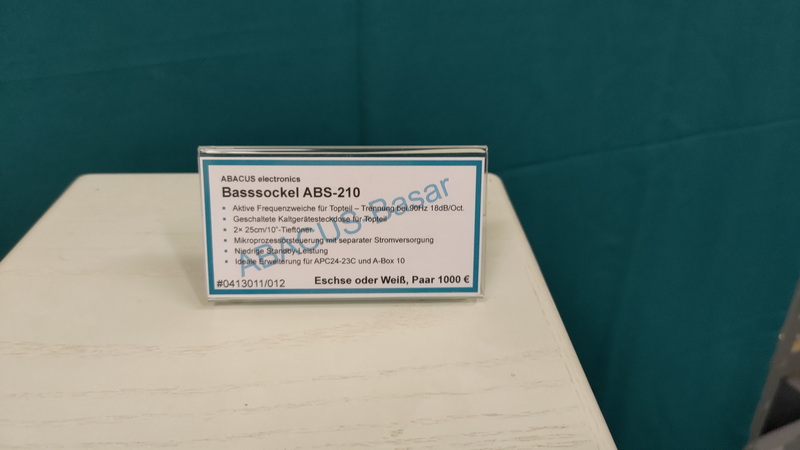 ABACUS electronics
Basssockel ABS-210
• Aktive Frequenzweiche für Topteil – Trennung bei 90Hz 18dB/Oct.
• Geschaltete Kaltgerätesteckdose für Topteil
• 2× 25cm/10"-Tieftöner
• Mikroprozessorsteuerung mit separater Stromversorgung
• Niedrige Standby-Leistung
• Ideale Erweiterung für APC24-23C und A-Box 10
ABACUS-Basar
#0413011/012 Eschse oder Weiß, Paar 1000 €